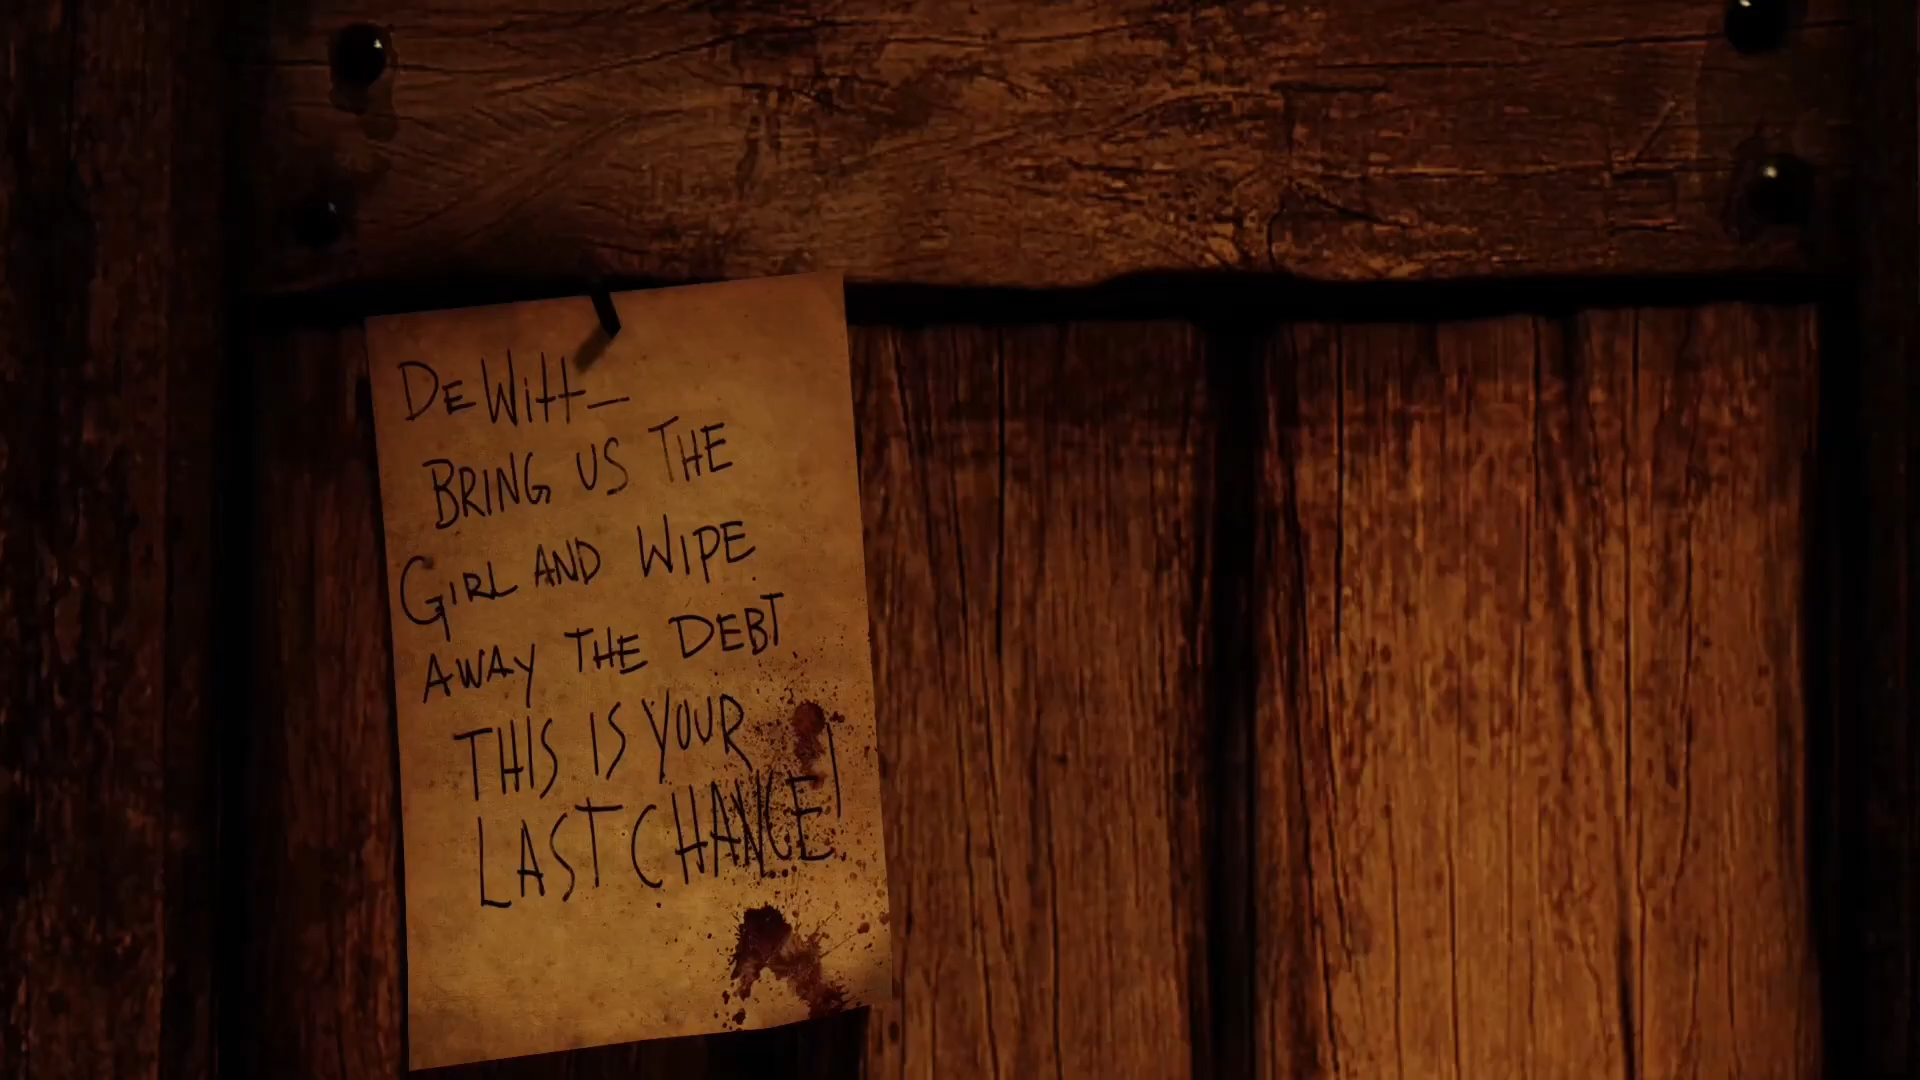 DeWitt—
BRING US THE
GIRL AND WIPE
AWAY THE DEBT
THIS IS YOUR
LAST CHANCE!